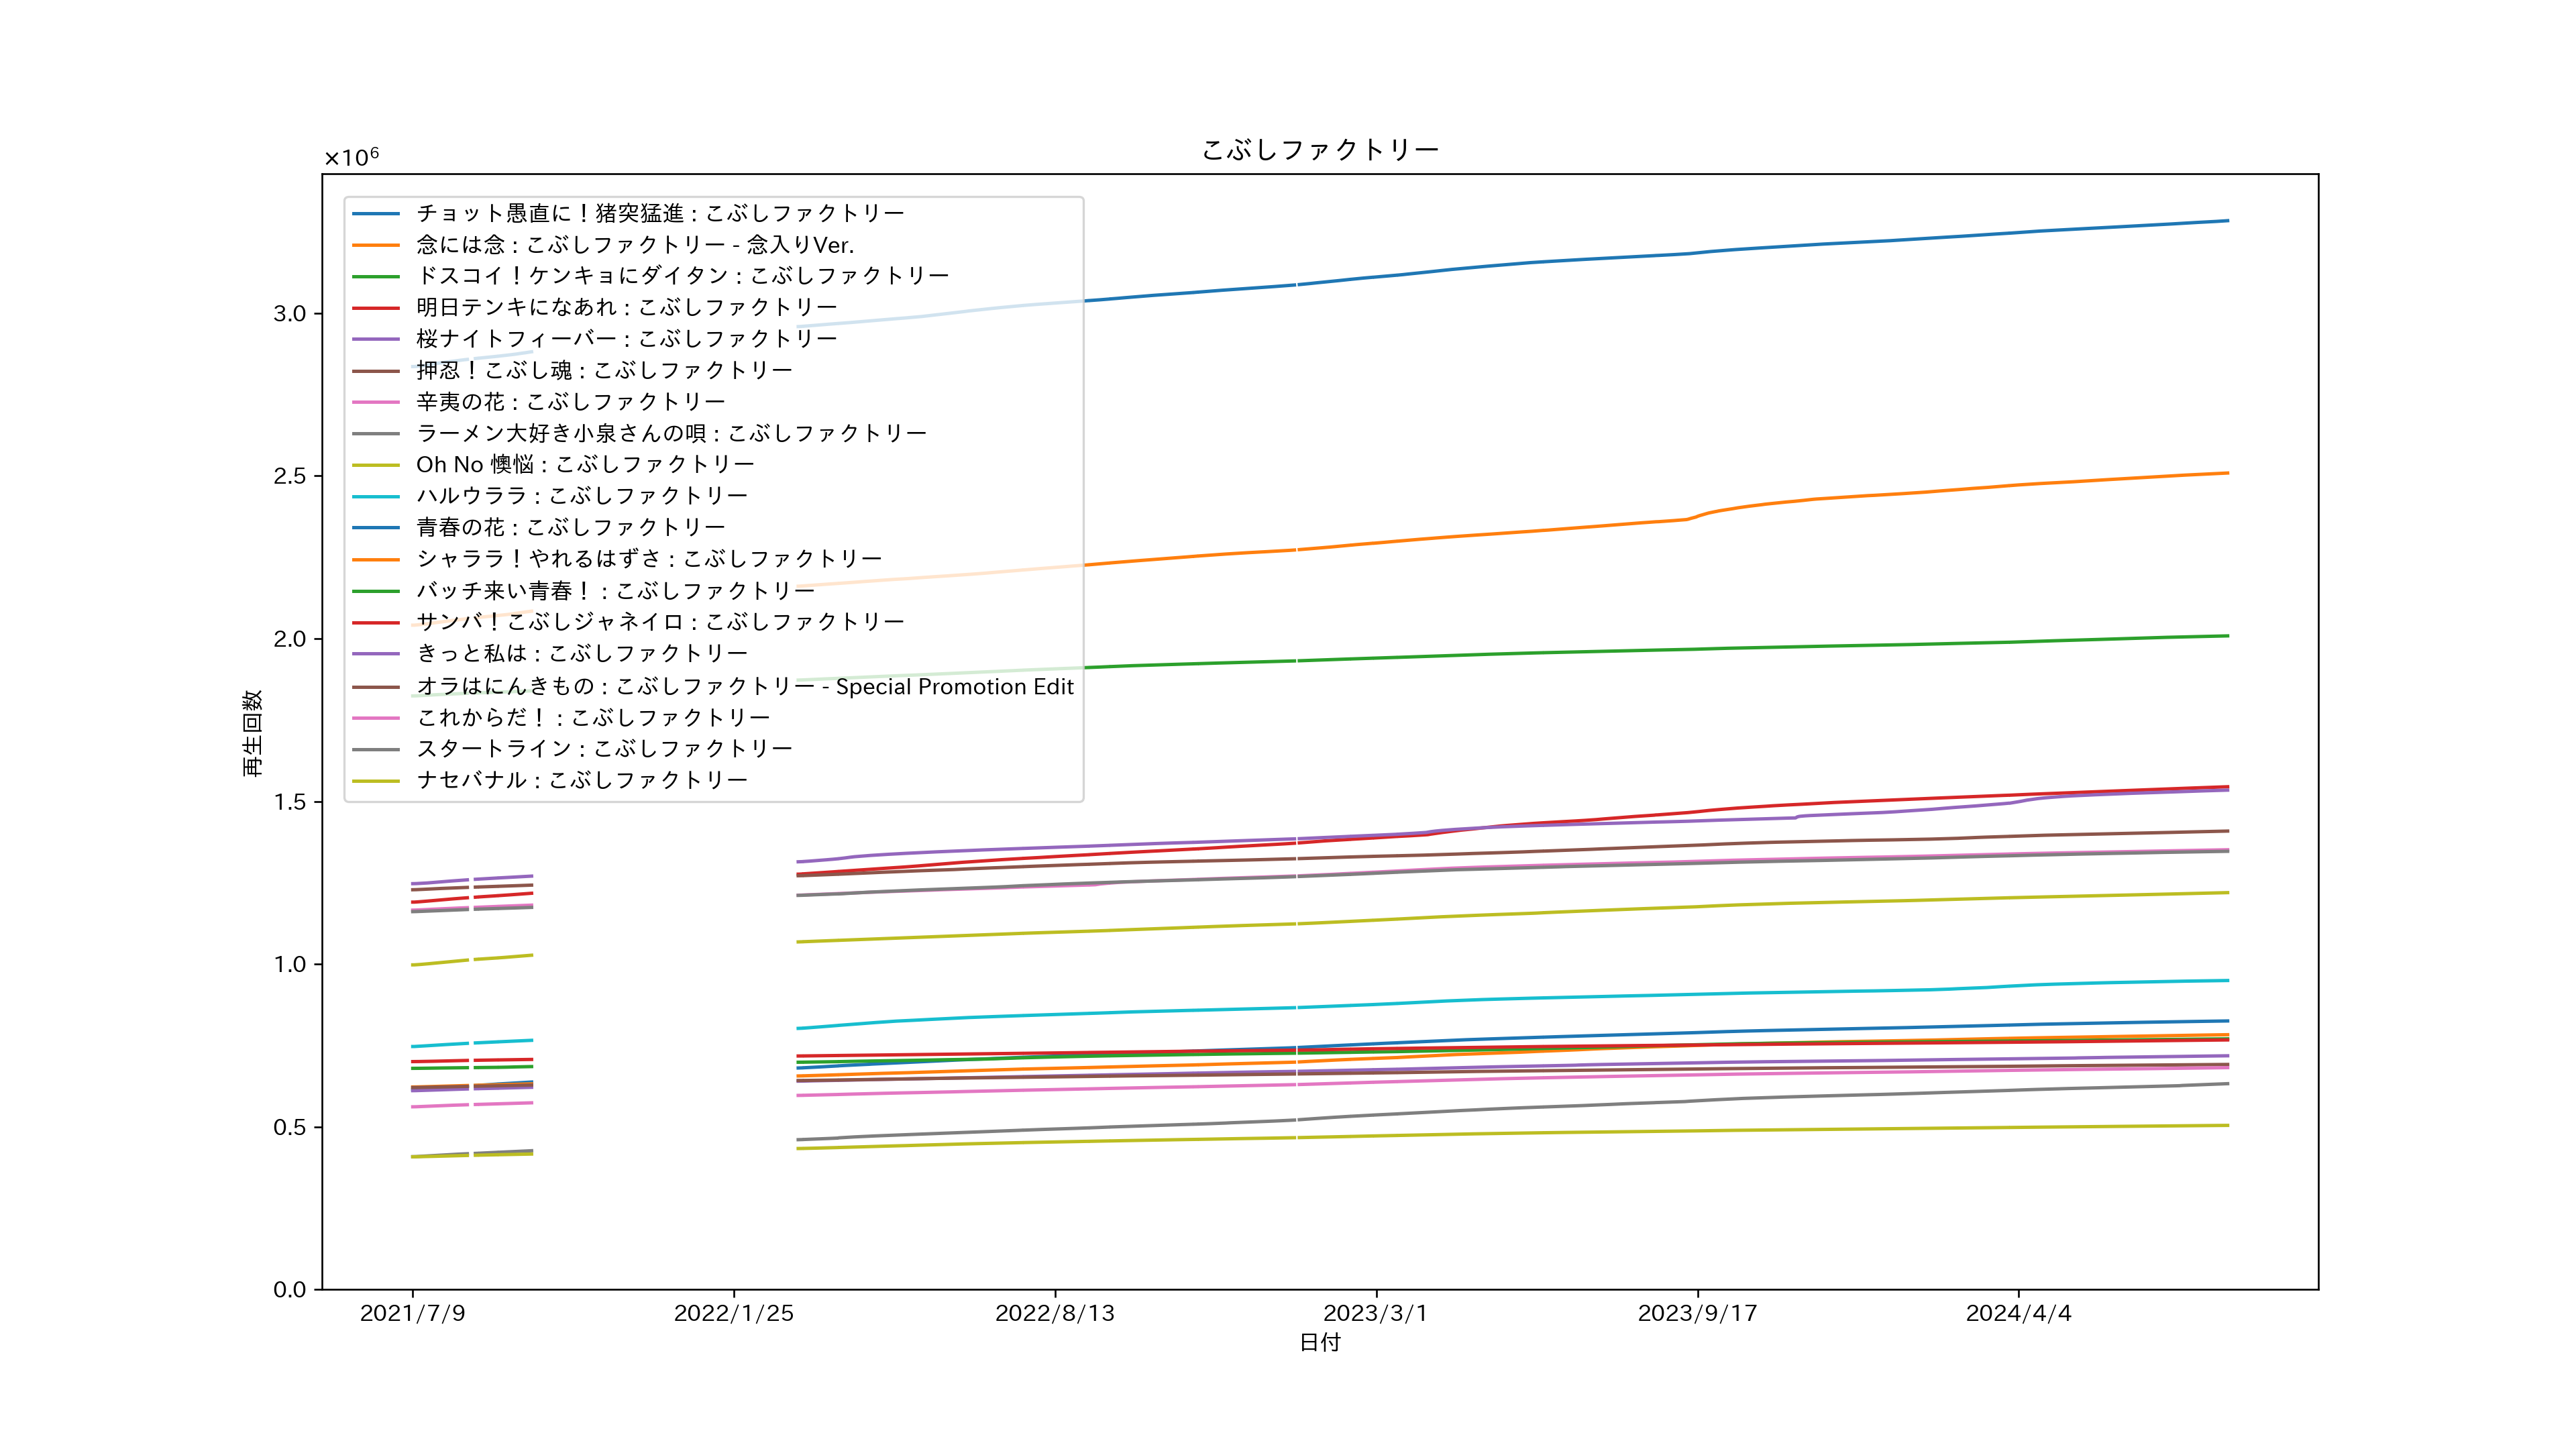 こぶしファクトリー
×10⁶
チョット愚直に！猪突猛進 : こぶしファクトリー
念には念 : こぶしファクトリー - 念入りVer.
ドスコイ！ケンキョにダイタン : こぶしファクトリー
明日テンキになあれ : こぶしファクトリー
桜ナイトフィーバー : こぶしファクトリー
押忍！こぶし魂 : こぶしファクトリー
辛夷の花 : こぶしファクトリー
ラーメン大好き小泉さんの唄 : こぶしファクトリー
Oh No 懊悩 : こぶしファクトリー
ハルウララ : こぶしファクトリー
青春の花 : こぶしファクトリー
シャララ！やれるはずさ : こぶしファクトリー
バッチ来い青春！ : こぶしファクトリー
サンバ！こぶしジャネイロ : こぶしファクトリー
きっと私は : こぶしファクトリー
オラはにんきもの : こぶしファクトリー - Special Promotion Edit
これからだ！ : こぶしファクトリー
スタートライン : こぶしファクトリー
ナセバナル : こぶしファクトリー
3.0
2.5
2.0
1.5
1.0
0.5
0.0
再生回数
2021/7/9
2022/1/25
2022/8/13
2023/3/1
2023/9/17
2024/4/4
日付